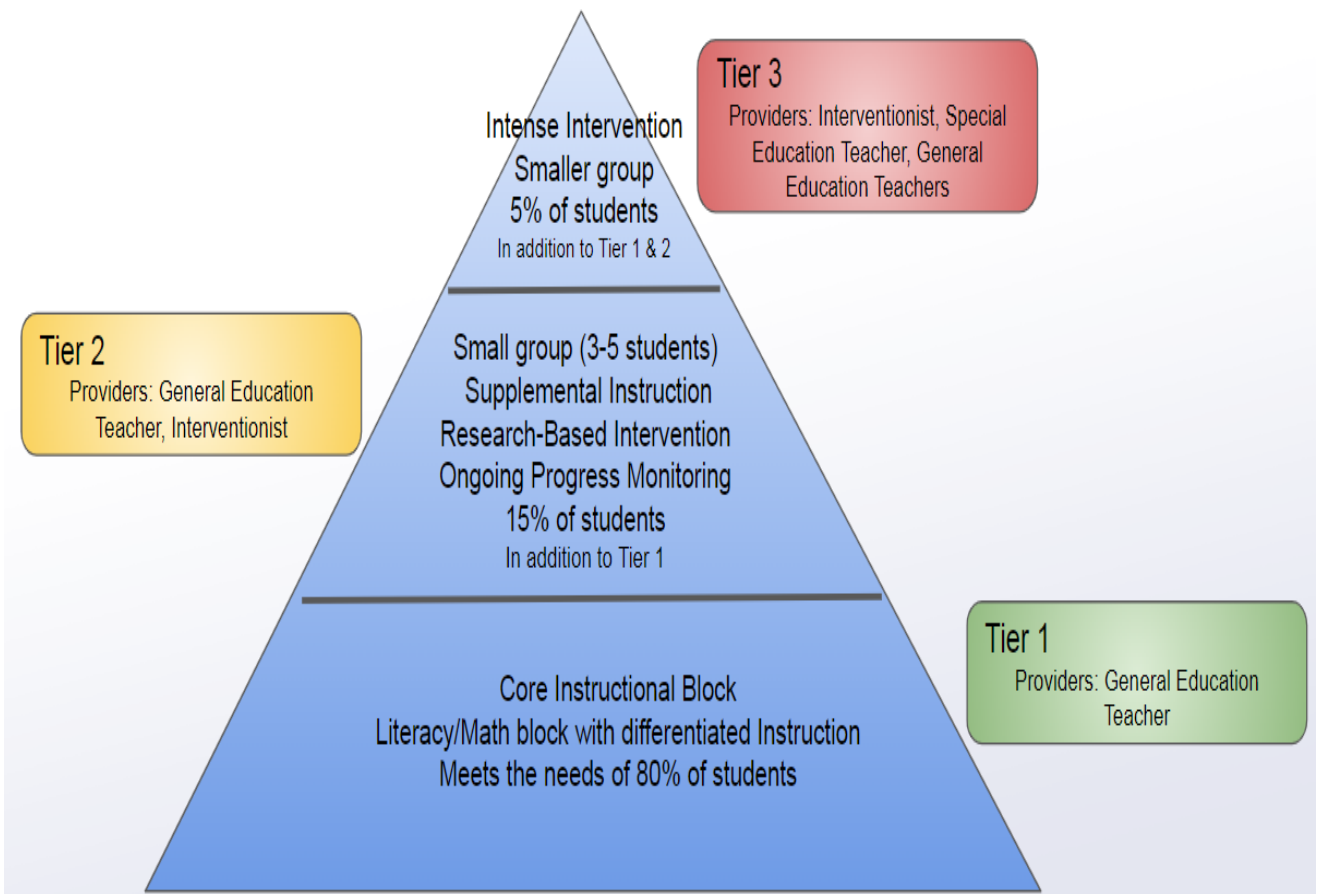 Tier 3
Providers: Interventionist, Special
Education Teacher, General
Education Teachers
Intense Intervention
Smaller group
5% of students
In addition to Tier 1 & 2
Tier 2
Providers: General Education
Teacher, Interventionist
Small group (3-5 students)
Supplemental Instruction
Research-Based Intervention
Ongoing Progress Monitoring
15% of students
In addition to Tier 1
Tier 1
Providers: General Education
Teacher
Core Instructional Block
Literacy/Math block with differentiated Instruction
Meets the needs of 80% of students